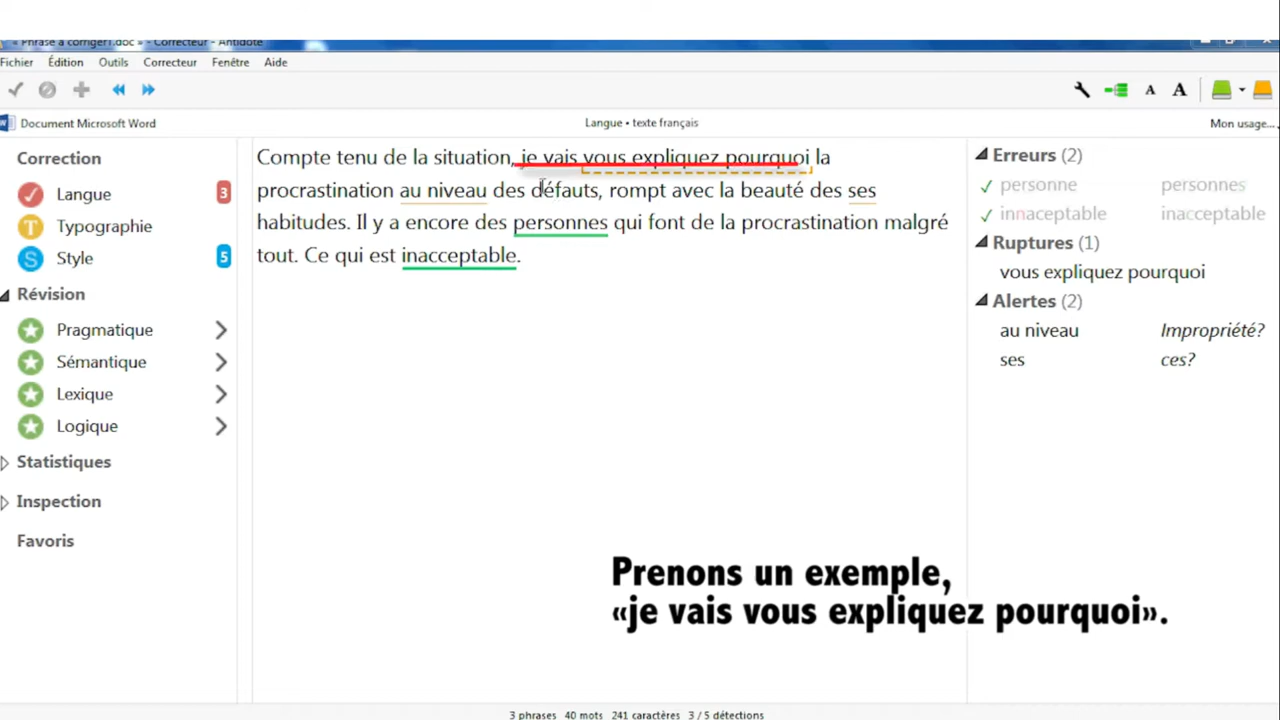 « Phrase à corriger1.doc » - Correcteur - Antidote
Fichier Édition Outils Correcteur Fenêtre Aide
A A
W Document Microsoft Word
Langue • texte français
Mon usage...
Correction
Langue 3
T Typographie
S Style 5
Révision
Pragmatique
Sémantique
Lexique
Logique
Statistiques
Inspection
Favoris
Compte tenu de la situation, je vais vous expliquez pourquoi la
procrastination au niveau des défauts, rompt avec la beauté des ses
habitudes. Il y a encore des personnes qui font de la procrastination malgré
tout. Ce qui est inacceptable.
Erreurs (2)
personne personnes
innaceptable inacceptable
Ruptures (1)
vous expliquez pourquoi
Alertes (2)
au niveau Impropriété?
ses ces?
Prenons un exemple,
«je vais vous expliquez pourquoi».
3 phrases 40 mots 241 caractères 3 / 5 détections